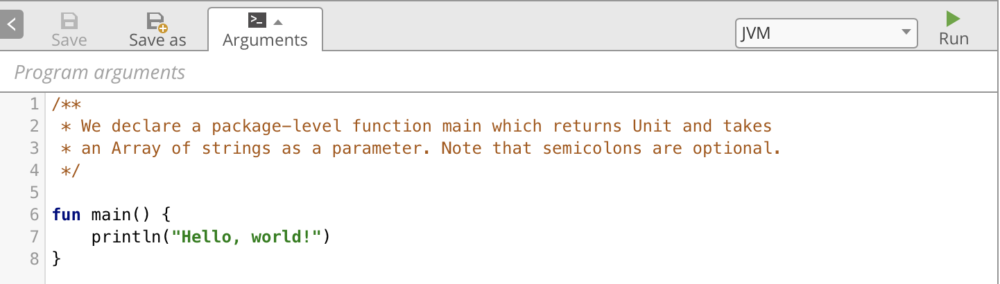 Save
Save as
Arguments
JVM
Run
Program arguments
1 /**
2  * We declare a package-level function main which returns Unit and takes
3  * an Array of strings as a parameter. Note that semicolons are optional.
4  */
5
6 fun main() {
7     println("Hello, world!")
8 }